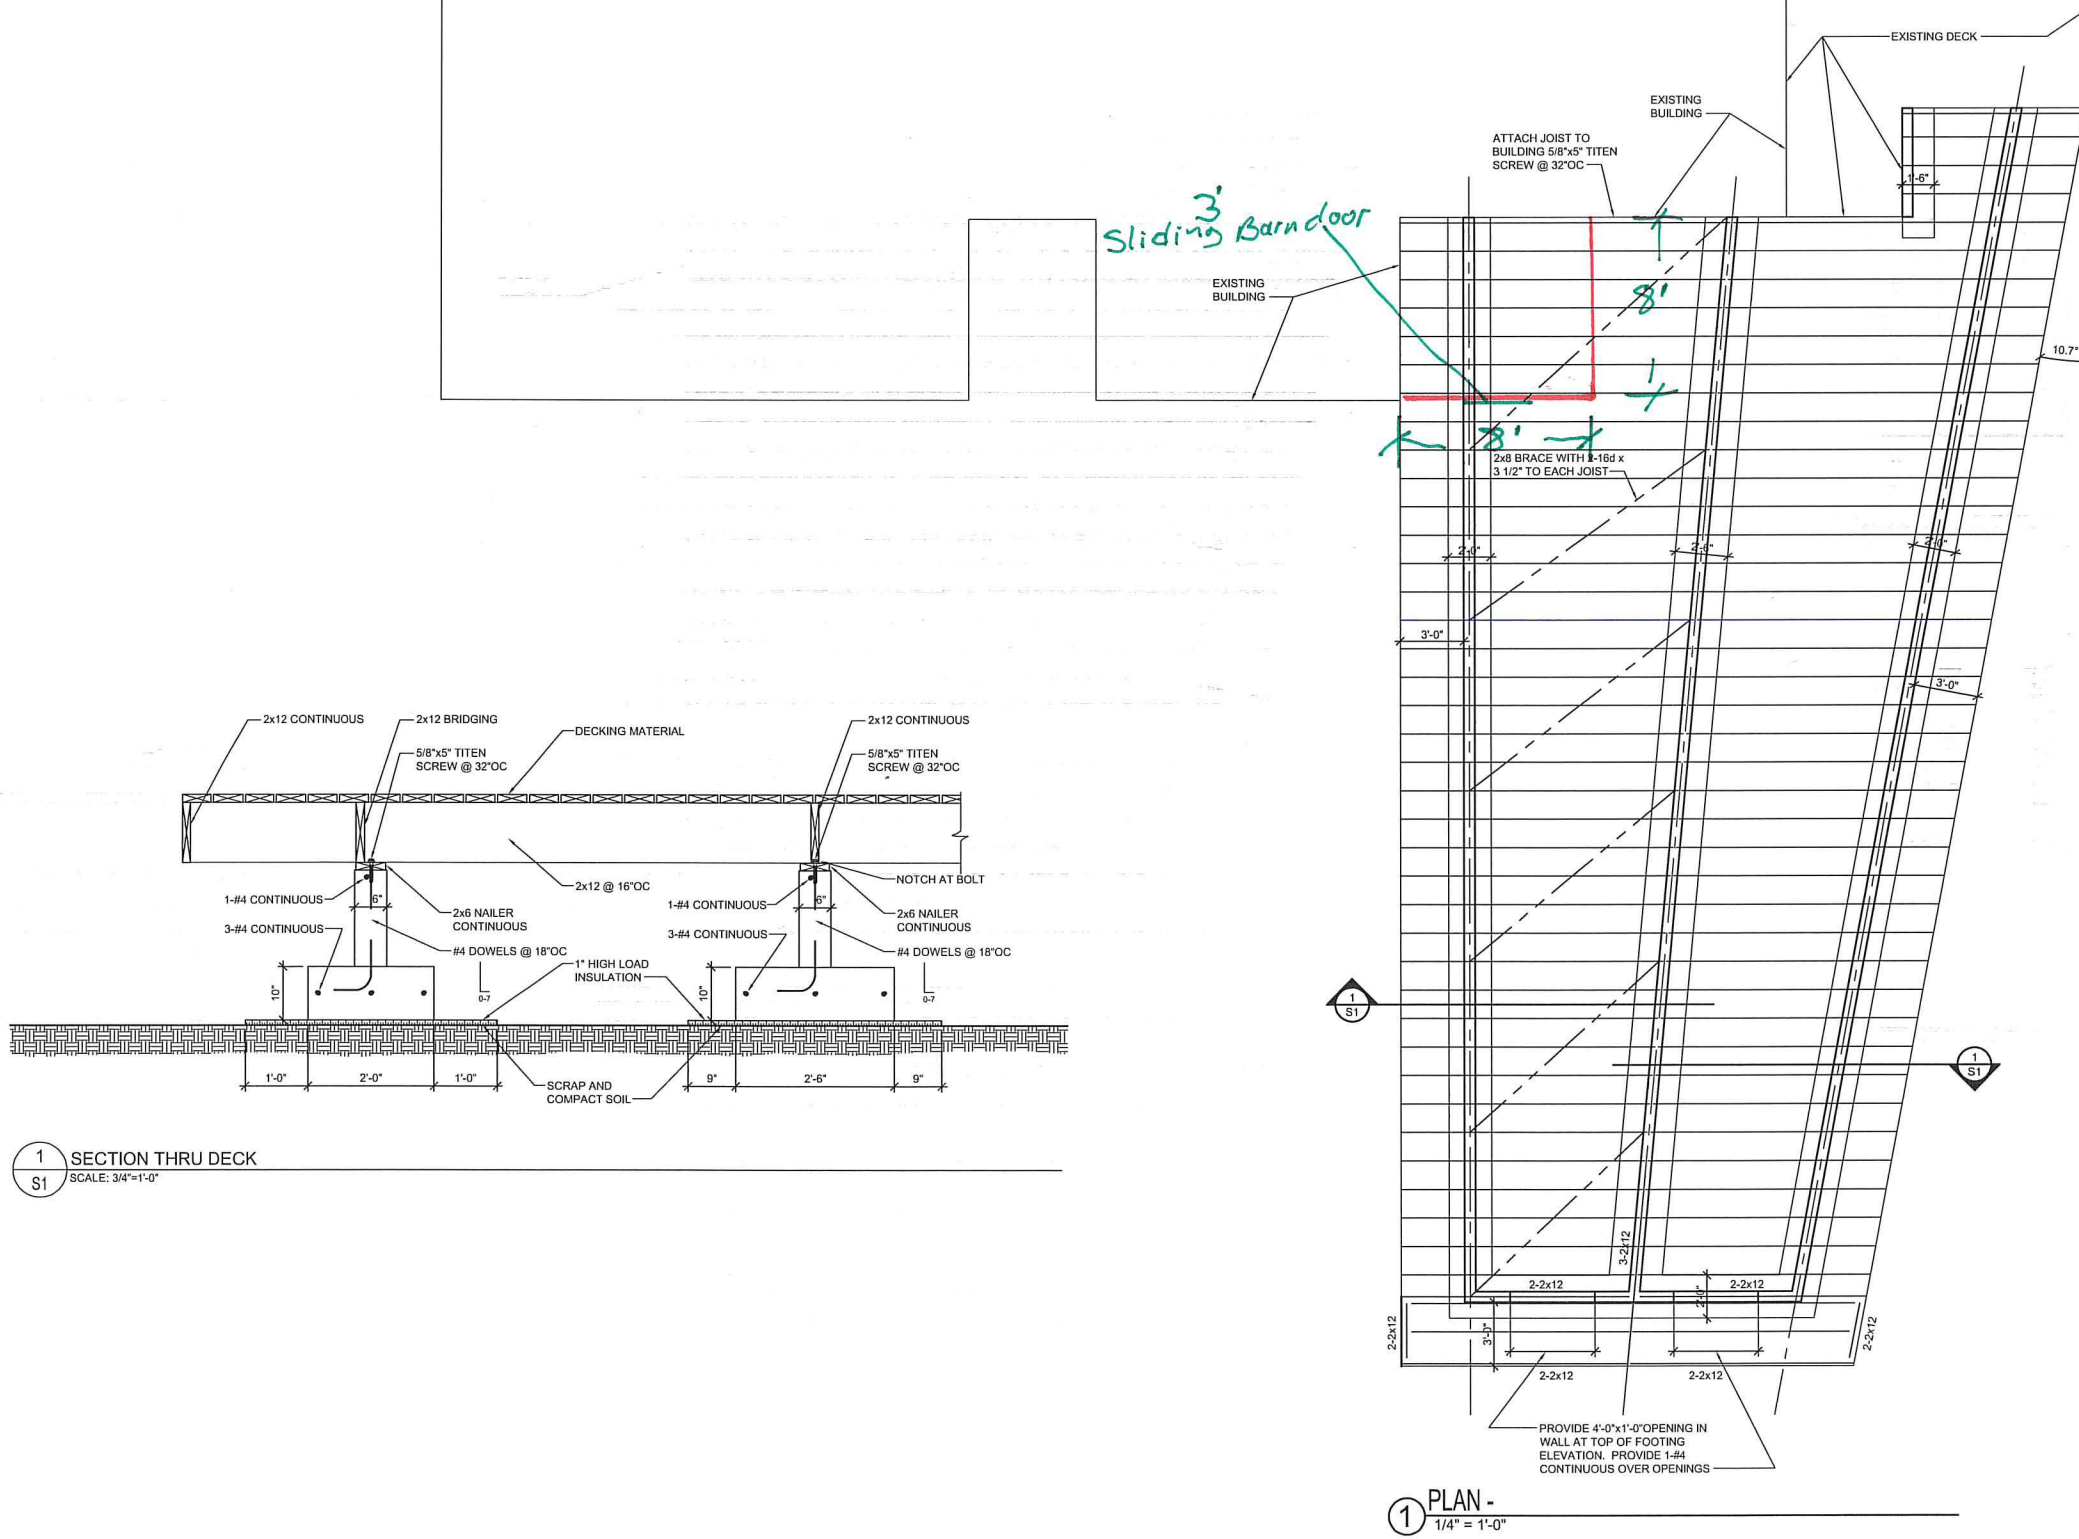 EXISTING DECK
EXISTING
BUILDING
ATTACH JOIST TO
BUILDING 5/8"x5" TITEN
SCREW @ 32"OC
1'-6"
3'
Sliding Barn door
EXISTING
BUILDING
8'
10.7°
8'
2x8 BRACE WITH 2-16d x
3 1/2" TO EACH JOIST
2'-0"
2'-6"
2'-0"
3'-0"
3'-0"
2x12 CONTINUOUS
2x12 BRIDGING
5/8"x5" TITEN
SCREW @ 32"OC
DECKING MATERIAL
2x12 CONTINUOUS
5/8"x5" TITEN
SCREW @ 32"OC
1-#4 CONTINUOUS
6"
3-#4 CONTINUOUS
2x6 NAILER
CONTINUOUS
#4 DOWELS @ 18"OC
2x12 @ 16"OC
1" HIGH LOAD
INSULATION
1-#4 CONTINUOUS
6"
3-#4 CONTINUOUS
NOTCH AT BOLT
2x6 NAILER
CONTINUOUS
#4 DOWELS @ 18"OC
10"
0-7
10"
0-7
1'-0"
2'-0"
1'-0"
SCRAP AND
COMPACT SOIL
9"
2'-6"
9"
1
S1
SECTION THRU DECK
SCALE: 3/4"=1'-0"
1
S1
1
S1
3-2x12
2-2x12
2-2x12
2'-0"
2-2x12
3'-0"
2-2x12
2-2x12
2-2x12
PROVIDE 4'-0"x1'-0"OPENING IN
WALL AT TOP OF FOOTING
ELEVATION. PROVIDE 1-#4
CONTINUOUS OVER OPENINGS
1
PLAN -
1/4" = 1'-0"